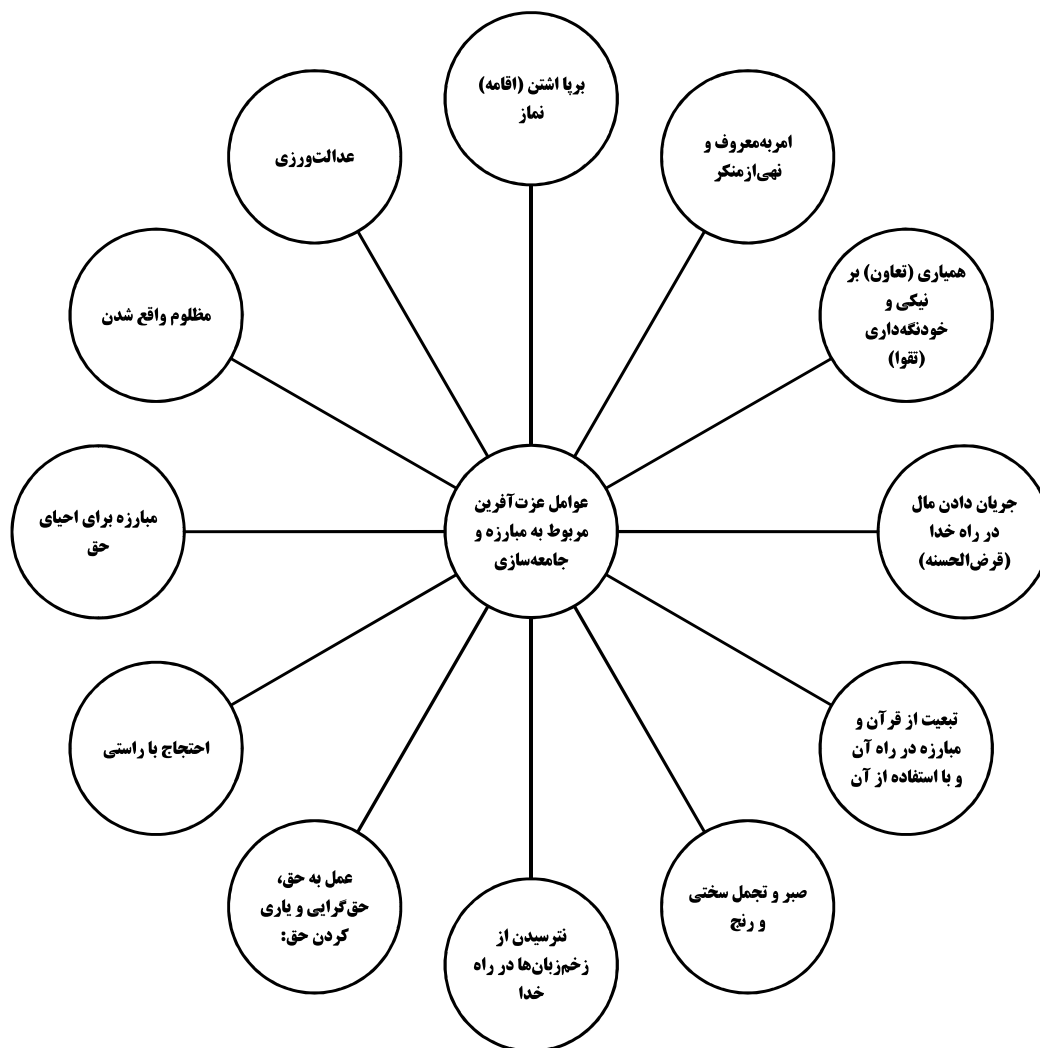 برپا اشتن (اقامه)
نماز
امربه‌معروف و
نهی‌ازمنکر
همیاری (تعاون) بر
نیکی و
خودنگه‌داری
(تقوا)
جریان دادن مال
در راه خدا
(قرض‌الحسنه)
تبعیت از قرآن و
مبارزه در راه آن
و با استفاده از آن
صبر و تجمل سختی
و رنج
نترسیدن از
زخم‌زبان‌ها در راه
خدا
عمل به حق،
حق‌گرایی و یاری
کردن حق:
احتجاج با راستی
مبارزه برای احیای
حق
مظلوم واقع شدن
عدالت‌ورزی
عوامل عزت‌آفرین
مربوط به مبارزه و
جامعه‌سازی